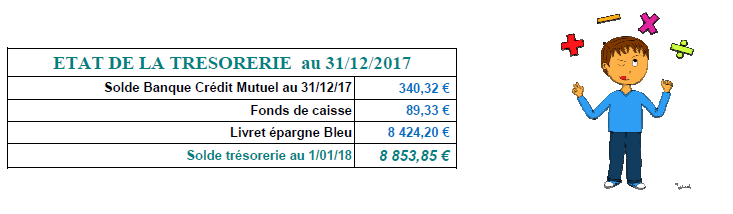 ETAT DE LA TRESORERIE au 31/12/2017
Solde Banque Crédit Mutuel au 31/12/17 340,32 €
Fonds de caisse 89,33 €
Livret épargne Bleu 8 424,20 €
Solde trésorerie au 1/01/18 8 853,85 €